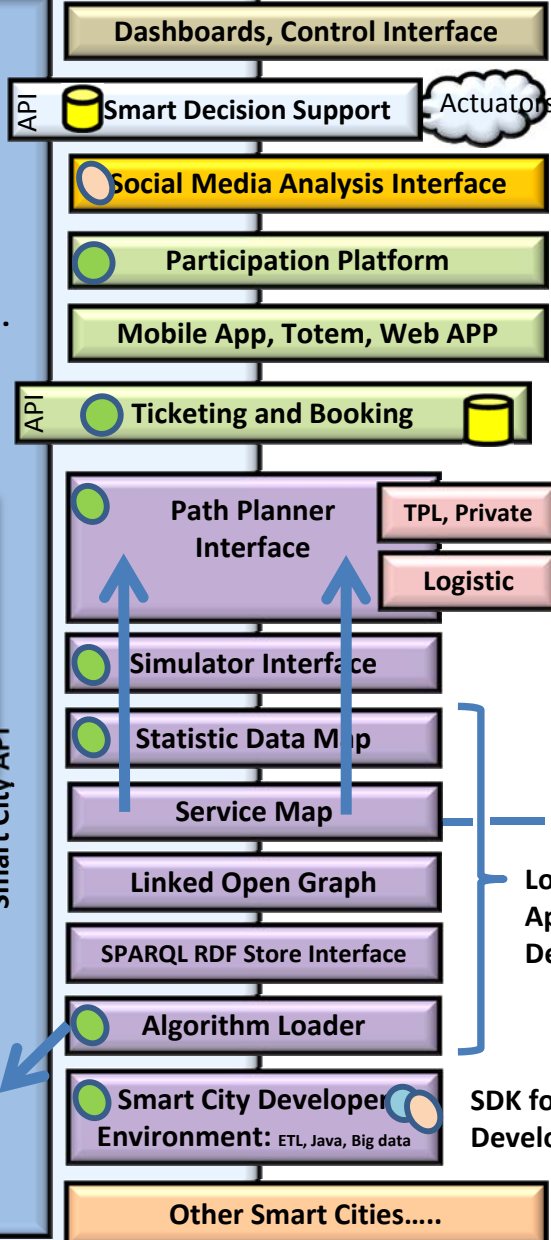 Dashboards, Control Interface
API
Smart Decision Support
Actuators
Social Media Analysis Interface
Participation Platform
.
Mobile App, Totem, Web APP
API
Ticketing and Booking
Path Planner
Interface
TPL, Private
Logistic
Simulator Interface
Statistic Data Map
Smart City API
Service Map
Linked Open Graph
Lo
Ap
De
SPARQL RDF Store Interface
Algorithm Loader
Smart City Developer
Environment: ETL, Java, Big data
SDK fo
Develo
Other Smart Cities.....